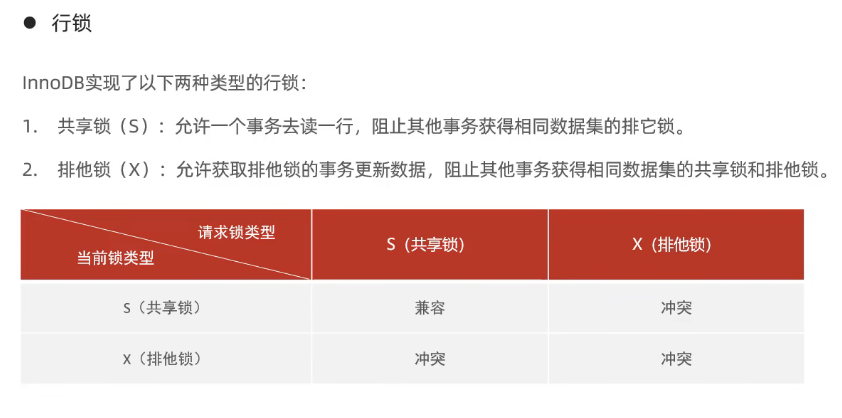 ● 行锁
InnoDB实现了以下两种类型的行锁：
1. 共享锁（S）：允许一个事务去读一行，阻止其他事务获得相同数据集的排它锁。
2. 排他锁（X）：允许获取排他锁的事务更新数据，阻止其他事务获得相同数据集的共享锁和排他锁。
请求锁类型
当前锁类型
S（共享锁）
X（排他锁）
S（共享锁）
兼容
冲突
X（排他锁）
冲突
冲突